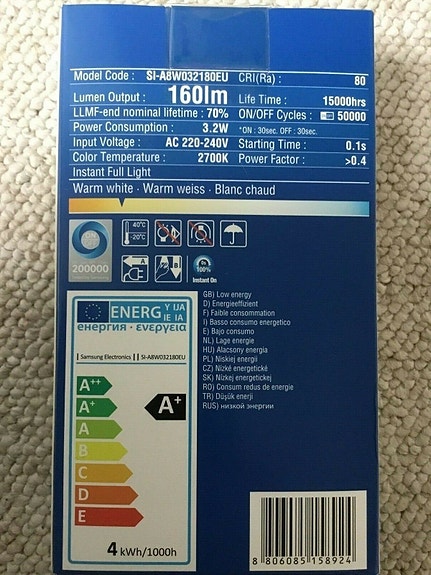 Model Code : SI-A8W032180EU CRI(Ra) : 80
Lumen Output : 160lm Life Time : 15000hrs
LLMF-end nominal lifetime : 70% ON/OFF Cycles : 50000
Power Consumption : 3.2W *ON : 30sec. OFF : 30sec.
Input Voltage : AC 220-240V Starting Time : 0.1s
Color Temperature : 2700K Power Factor : >0.4
Instant Full Light
Warm white · Warm weiss · Blanc chaud
200000
40°C
-20°C
A
B
100%
Instant On
ENERG Y IJA
IE IA
енергия · ενεργεια
Samsung Electronics SI-A8W032180EU
A++
A+
A
B
C
D
E
A+
4 kWh/1000h
GB) Low energy
D) Energieeffizient
F) Faible consommation
I) Basso consumo energetico
E) Bajo consumo
NL) Lage energie
HU) Alacsony energia
PL) Niskiej energii
CZ) Nízké energetické
SK) Nízkej energetickej
RO) Consum redus de energie
TR) Düşük enerji
RUS) низкой энергии
8 806085 158924